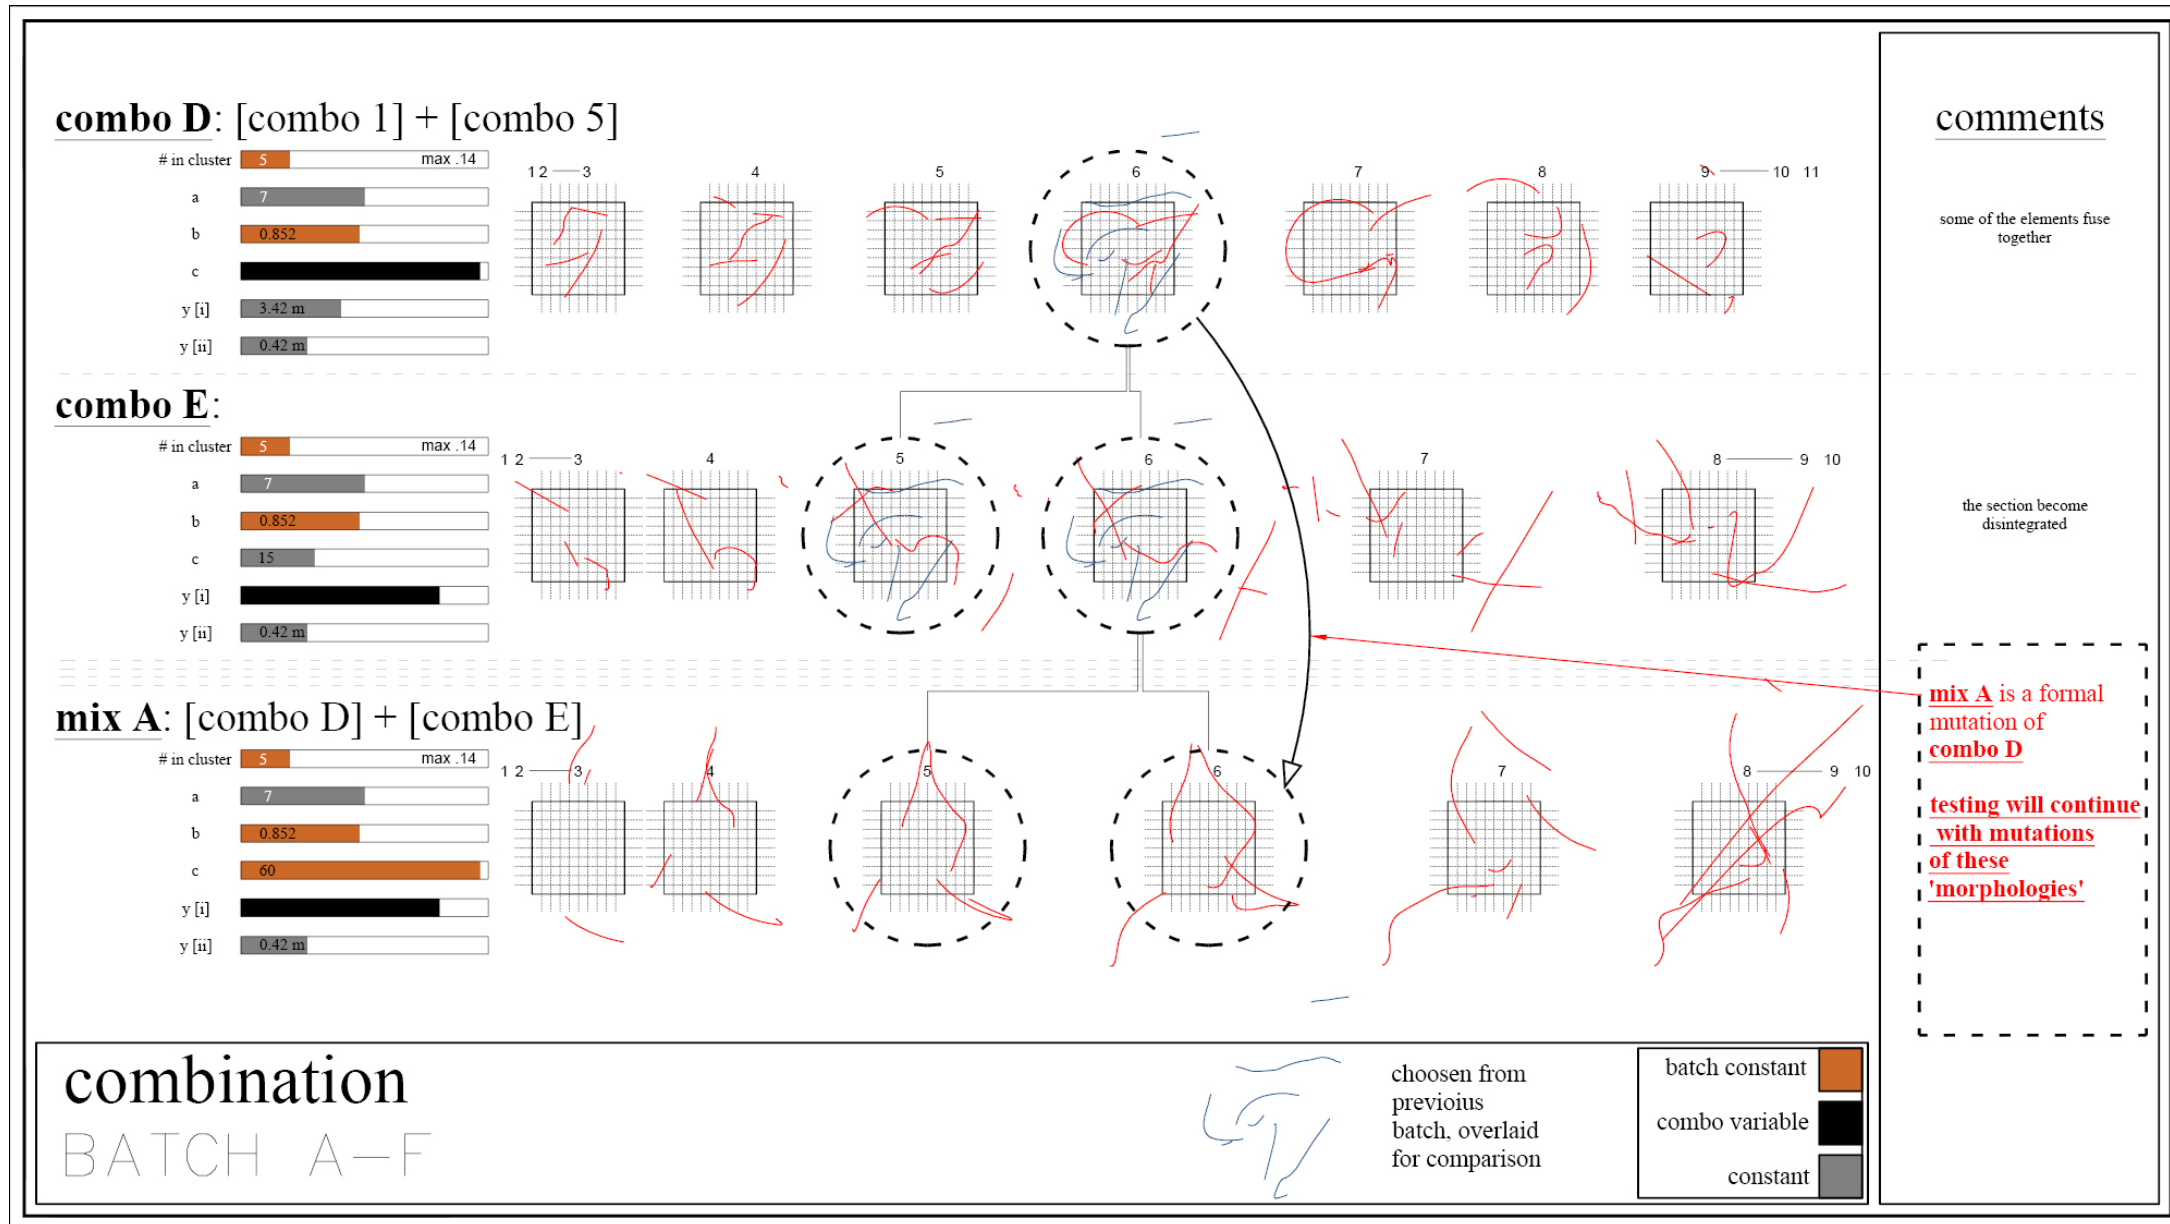 combo D: [combo 1] + [combo 5]
# in cluster 5 max .14
a 7
b 0.852
c
y [i] 3.42 m
y [ii] 0.42 m
1 2 3 4 5 6 7 8 9 10 11
comments
some of the elements fuse
together
combo E:
# in cluster 5 max .14
a 7
b 0.852
c 15
y [i]
y [ii] 0.42 m
1 2 3 4 5 6 7 8 9 10
the section become
disintegrated
mix A: [combo D] + [combo E]
# in cluster 5 max .14
a 7
b 0.852
c 60
y [i]
y [ii] 0.42 m
1 2 3 4 5 6 7 8 9 10
mix A is a formal
mutation of
combo D
testing will continue
with mutations
of these
'morphologies'
combination
BATCH A-F
choosen from
previoius
batch, overlaid
for comparison
batch constant
combo variable
constant